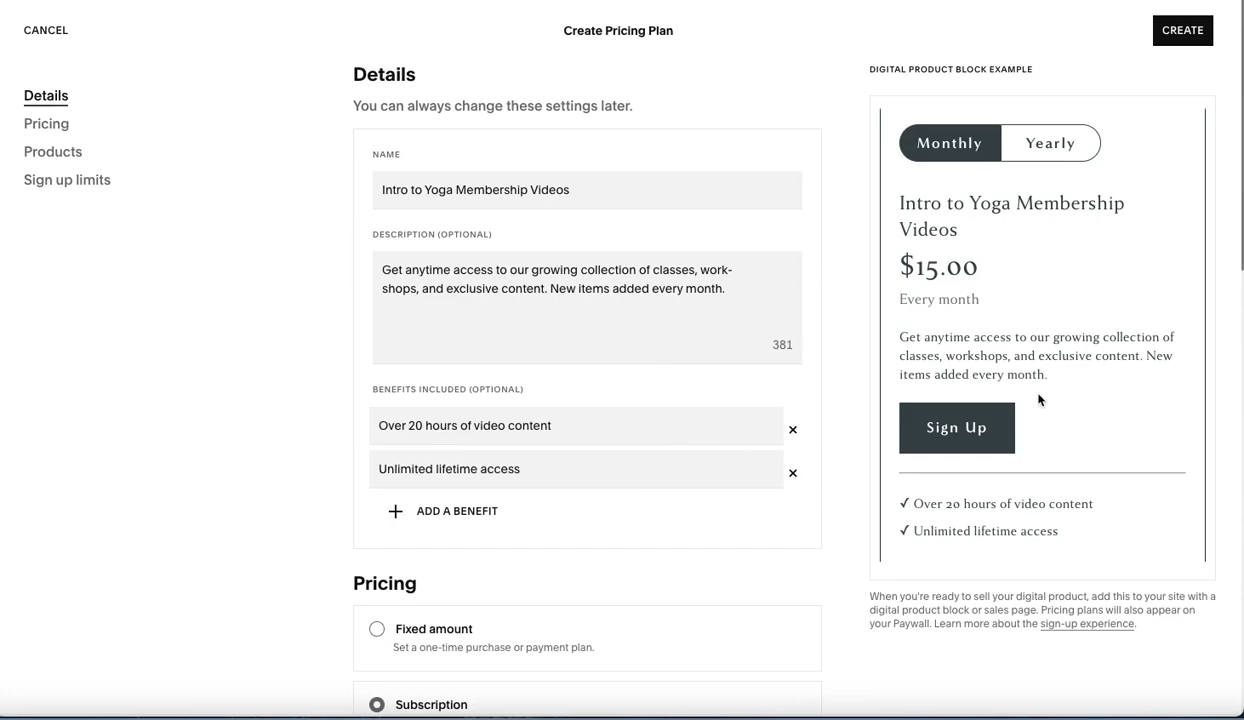 CANCEL
Create Pricing Plan
CREATE
Details
Pricing
Products
Sign up limits
Details
You can always change these settings later.
NAME
Intro to Yoga Membership Videos
DESCRIPTION (OPTIONAL)
Get anytime access to our growing collection of classes, work-
shops, and exclusive content. New items added every month.
381
BENEFITS INCLUDED (OPTIONAL)
Over 20 hours of video content
Unlimited lifetime access
ADD A BENEFIT
Pricing
Fixed amount
Set a one-time purchase or payment plan.
Subscription
DIGITAL PRODUCT BLOCK EXAMPLE
Monthly
Yearly
Intro to Yoga Membership
Videos
$15.00
Every month
Get anytime access to our growing collection of
classes, workshops, and exclusive content. New
items added every month.
Sign Up
✓ Over 20 hours of video content
✓ Unlimited lifetime access
When you're ready to sell your digital product, add this to your site with a
digital product block or sales page. Pricing plans will also appear on
your Paywall. Learn more about the sign-up experience.